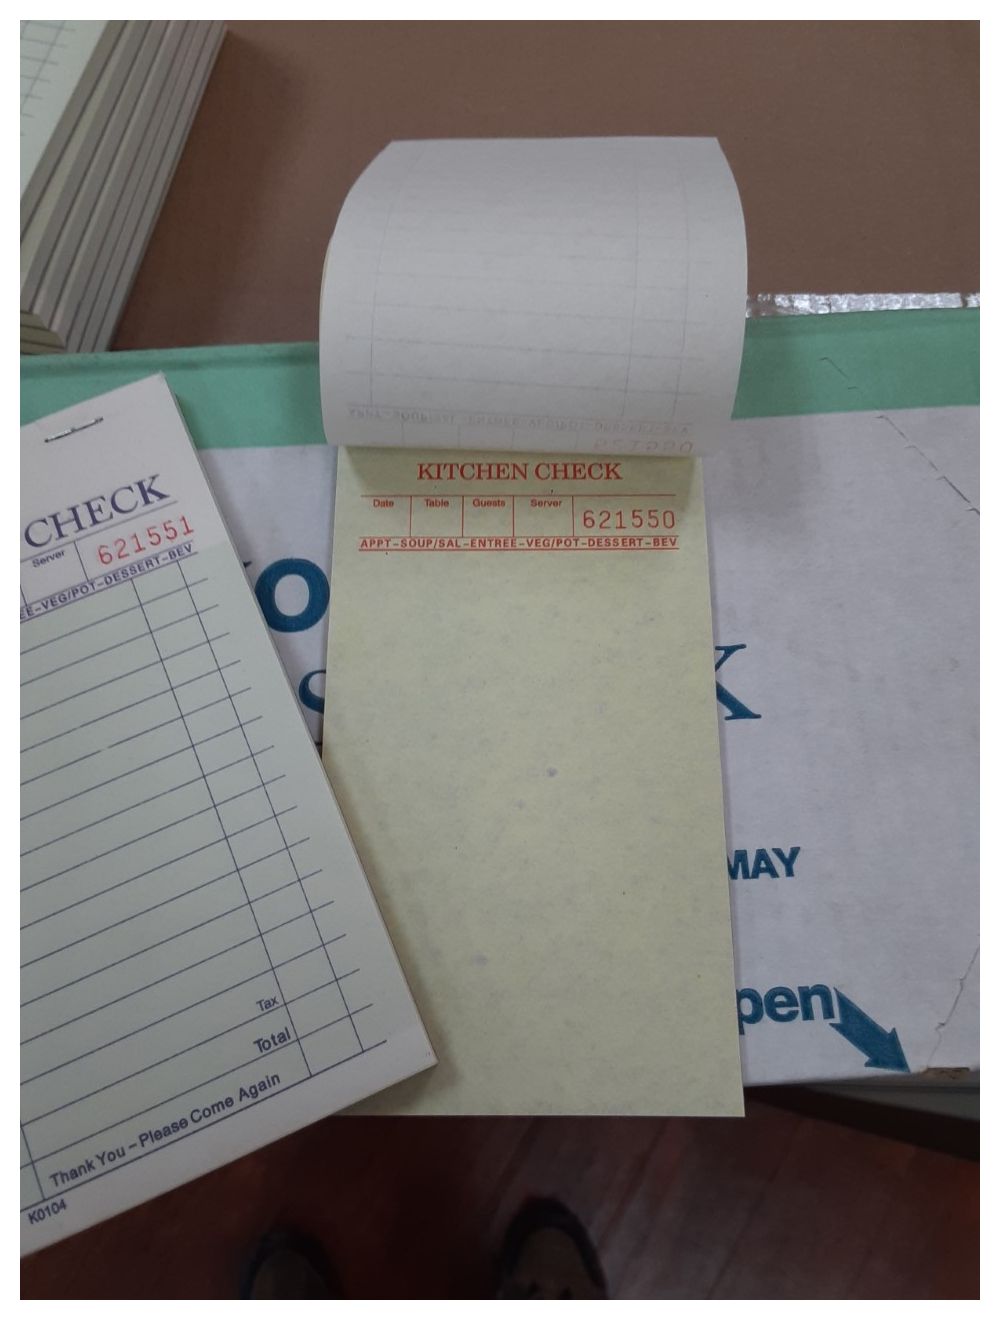 CHECK
Server
621551
EE-VEG/POT-DESSERT-BEV
Tax
Total
Thank You - Please Come Again
K0104
KITCHEN CHECK
Date Table Guests Server
621550
APPT-SOUP/SAL-ENTREE-VEG/POT-DESSERT-BEV
MAY
pen